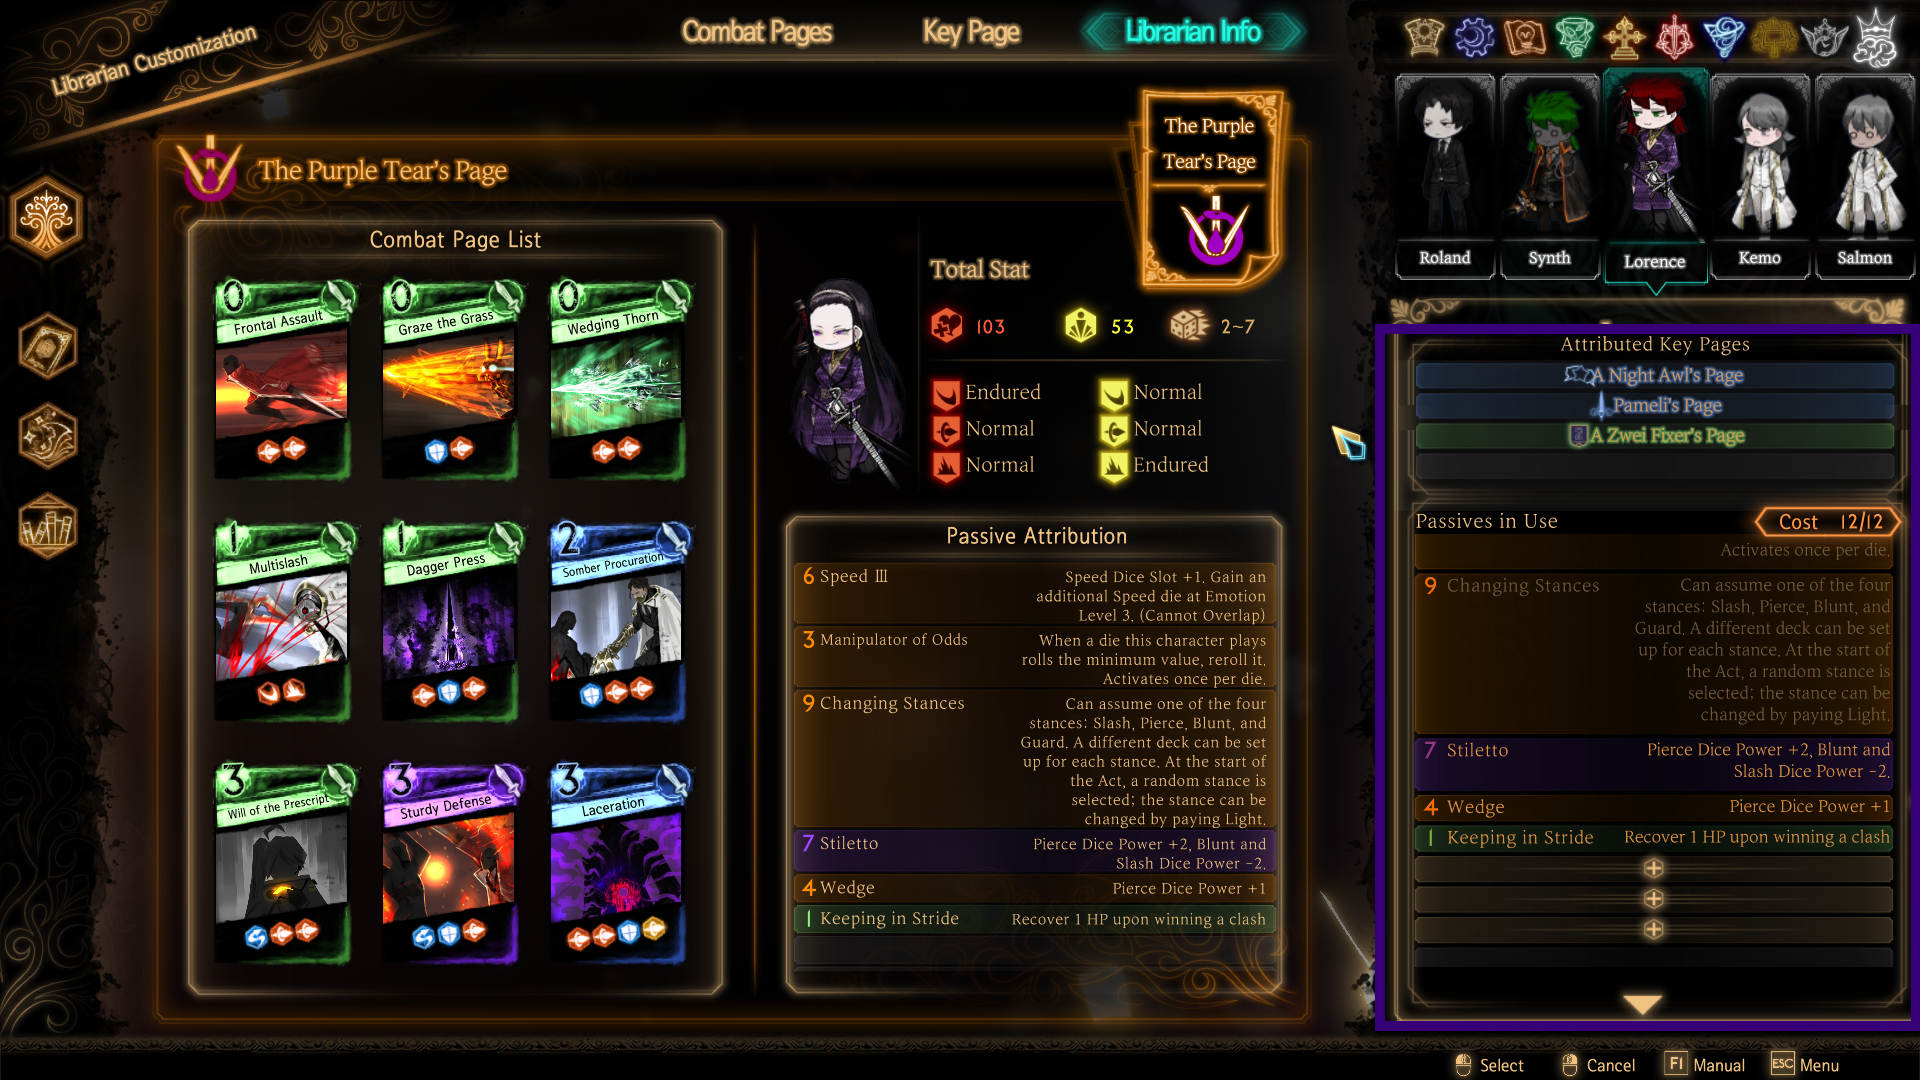 Librarian Customization
Combat Pages
Key Page
Librarian Info
The Purple Tear's Page
The Purple
Tear's Page
Combat Page List
0
Frontal Assault
0
Graze the Grass
0
Wedging Thorn
1
Multislash
1
Dagger Press
2
Somber Procuration
3
Will of the Prescript
3
Sturdy Defense
3
Laceration
Total Stat
103
53
2~7
Endured
Normal
Normal
Normal
Normal
Endured
Passive Attribution
6 Speed III
Speed Dice Slot +1. Gain an
additional Speed die at Emotion
Level 3. (Cannot Overlap)
3 Manipulator of Odds
When a die this character plays
rolls the minimum value, reroll it.
Activates once per die.
9 Changing Stances
Can assume one of the four
stances: Slash, Pierce, Blunt, and
Guard. A different deck can be set
up for each stance. At the start of
the Act, a random stance is
selected; the stance can be
changed by paying Light.
7 Stiletto
Pierce Dice Power +2, Blunt and
Slash Dice Power -2.
4 Wedge
Pierce Dice Power +1
1 Keeping in Stride
Recover 1 HP upon winning a clash
Roland
Synth
Lorence
Kemo
Salmon
Attributed Key Pages
A Night Awl's Page
Pameli's Page
A Zwei Fixer's Page
Passives in Use
Cost 12/12
Activates once per die.
9 Changing Stances
Can assume one of the four
stances: Slash, Pierce, Blunt, and
Guard. A different deck can be set
up for each stance. At the start of
the Act, a random stance is
selected; the stance can be
changed by paying Light.
7 Stiletto
Pierce Dice Power +2, Blunt and
Slash Dice Power -2.
4 Wedge
Pierce Dice Power +1
1 Keeping in Stride
Recover 1 HP upon winning a clash
Select
Cancel
F1 Manual
ESC Menu